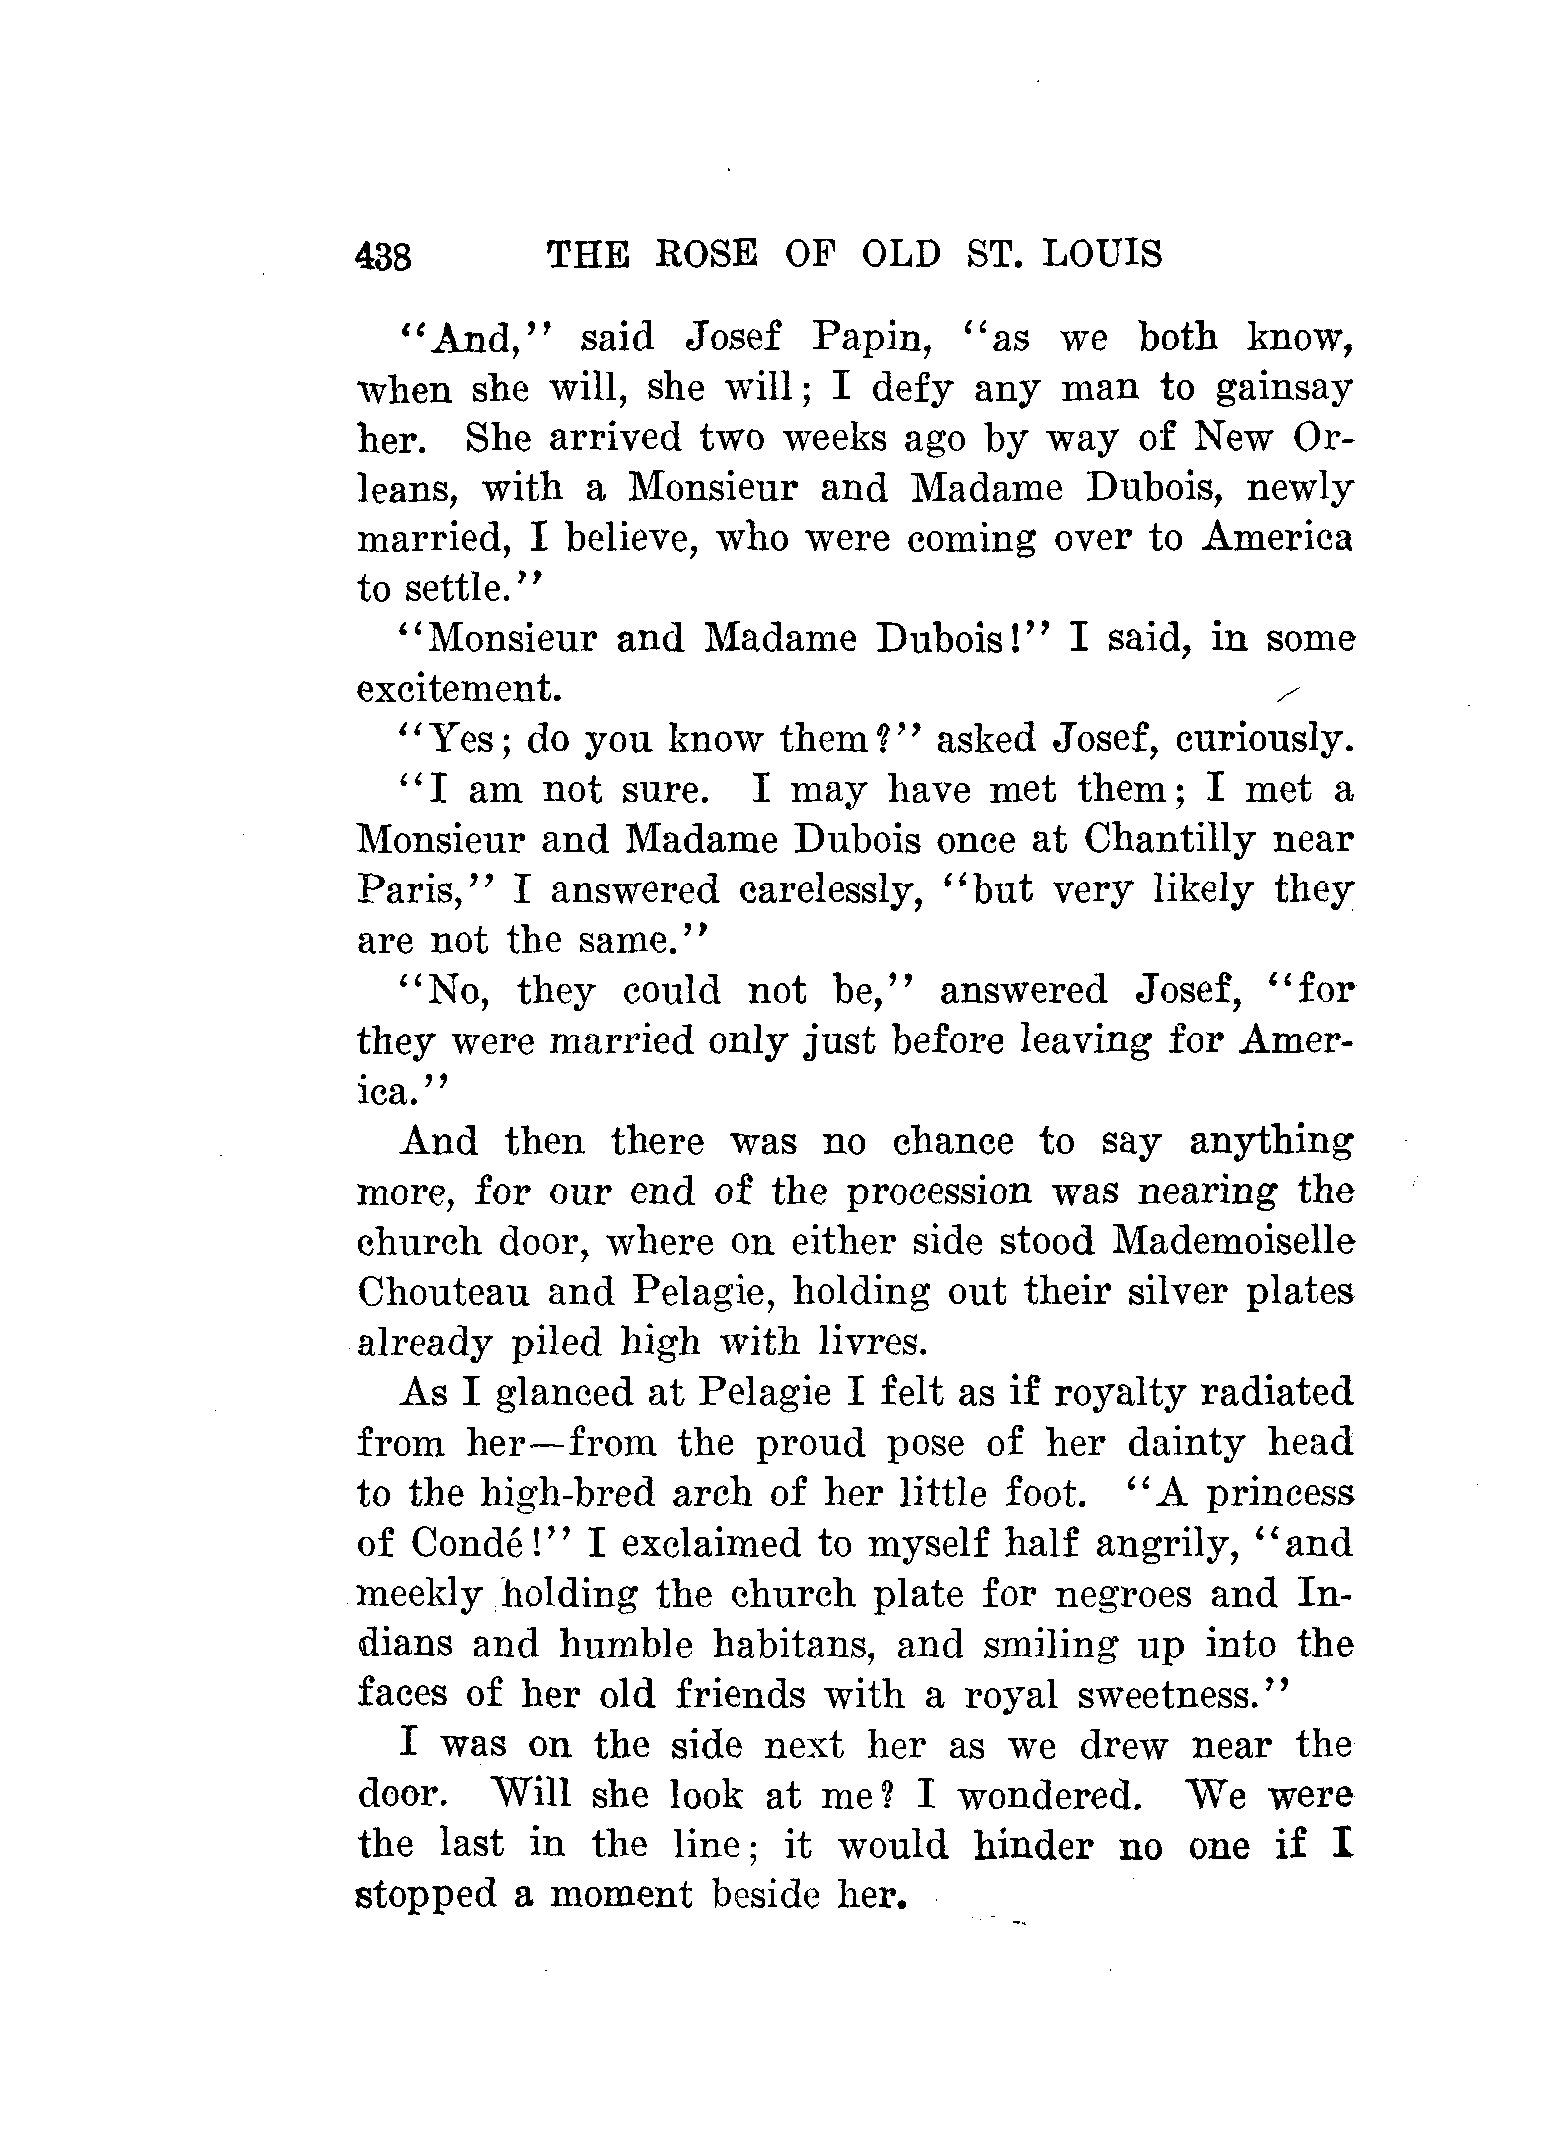 438 THE ROSE OF OLD ST. LOUIS
"And," said Josef Papin, "as we both know,
when she will, she will; I defy any man to gainsay
her. She arrived two weeks ago by way of New Or-
leans, with a Monsieur and Madame Dubois, newly
married, I believe, who were coming over to America
to settle."
"Monsieur and Madame Dubois!" I said, in some
excitement.
"Yes; do you know them?" asked Josef, curiously.
"I am not sure. I may have met them; I met a
Monsieur and Madame Dubois once at Chantilly near
Paris," I answered carelessly, "but very likely they
are not the same."
"No, they could not be," answered Josef, "for
they were married only just before leaving for Amer-
ica."
And then there was no chance to say anything
more, for our end of the procession was nearing the
church door, where on either side stood Mademoiselle
Chouteau and Pelagie, holding out their silver plates
already piled high with livres.
As I glanced at Pelagie I felt as if royalty radiated
from her—from the proud pose of her dainty head
to the high-bred arch of her little foot. "A princess
of Condé!" I exclaimed to myself half angrily, "and
meekly holding the church plate for negroes and In-
dians and humble habitans, and smiling up into the
faces of her old friends with a royal sweetness."
I was on the side next her as we drew near the
door. Will she look at me? I wondered. We were
the last in the line; it would hinder no one if I
stopped a moment beside her.